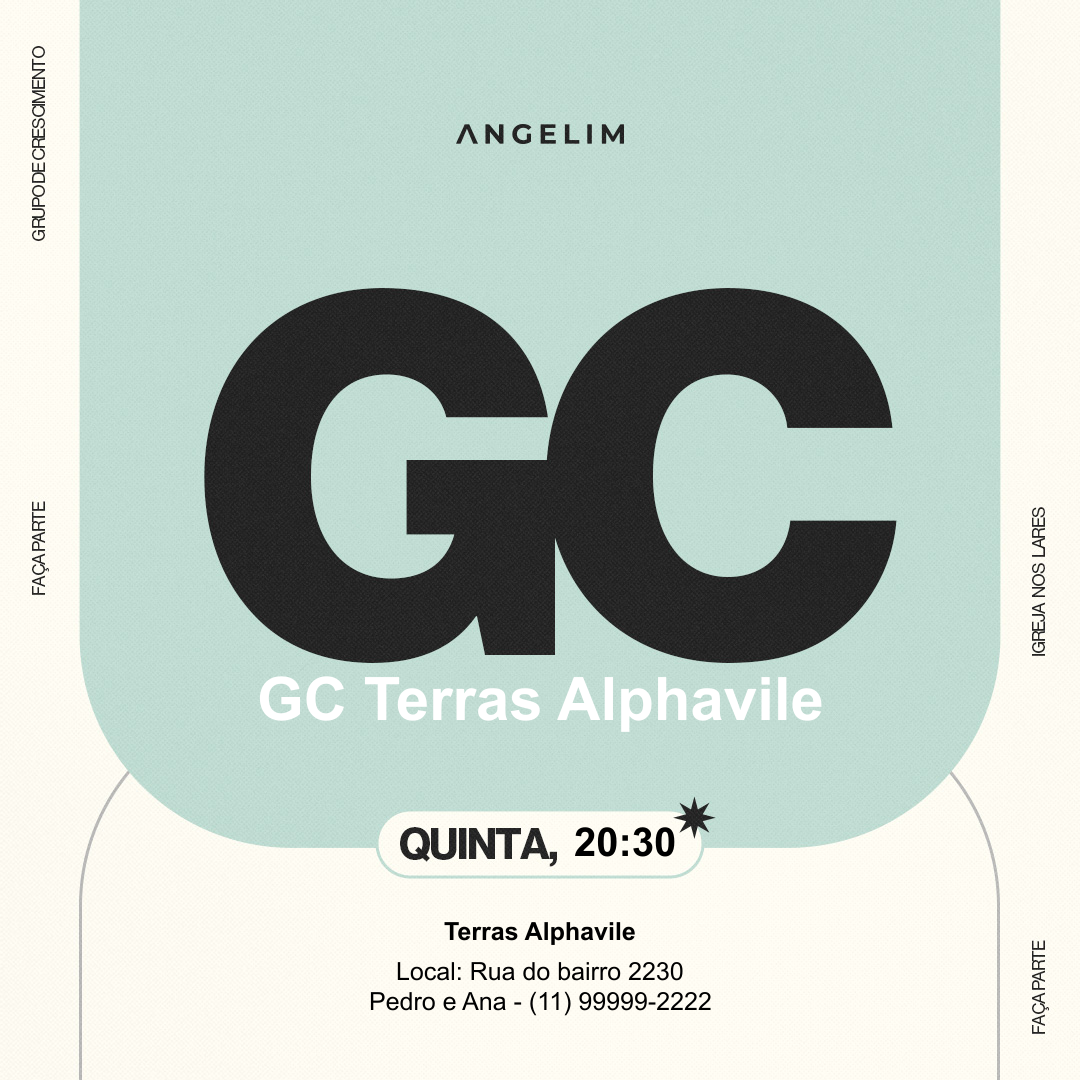 GRUPO DE CRESCIMENTO
ANGELIM
GC
FAÇA PARTE
IGREJA NOS LARES
GC Terras Alphavile
QUINTA, 20:30
Terras Alphavile
Local: Rua do bairro 2230
Pedro e Ana - (11) 99999-2222
FAÇA PARTE